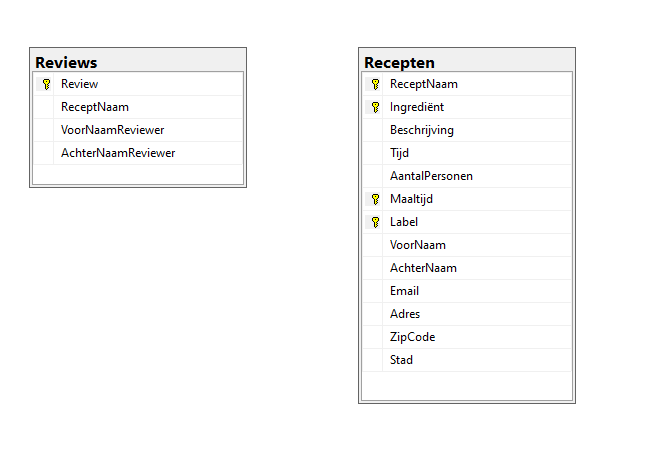 Reviews
Review
ReceptNaam
VoorNaamReviewer
AchterNaamReviewer
Recepten
ReceptNaam
Ingrediënt
Beschrijving
Tijd
AantalPersonen
Maaltijd
Label
VoorNaam
AchterNaam
Email
Adres
ZipCode
Stad